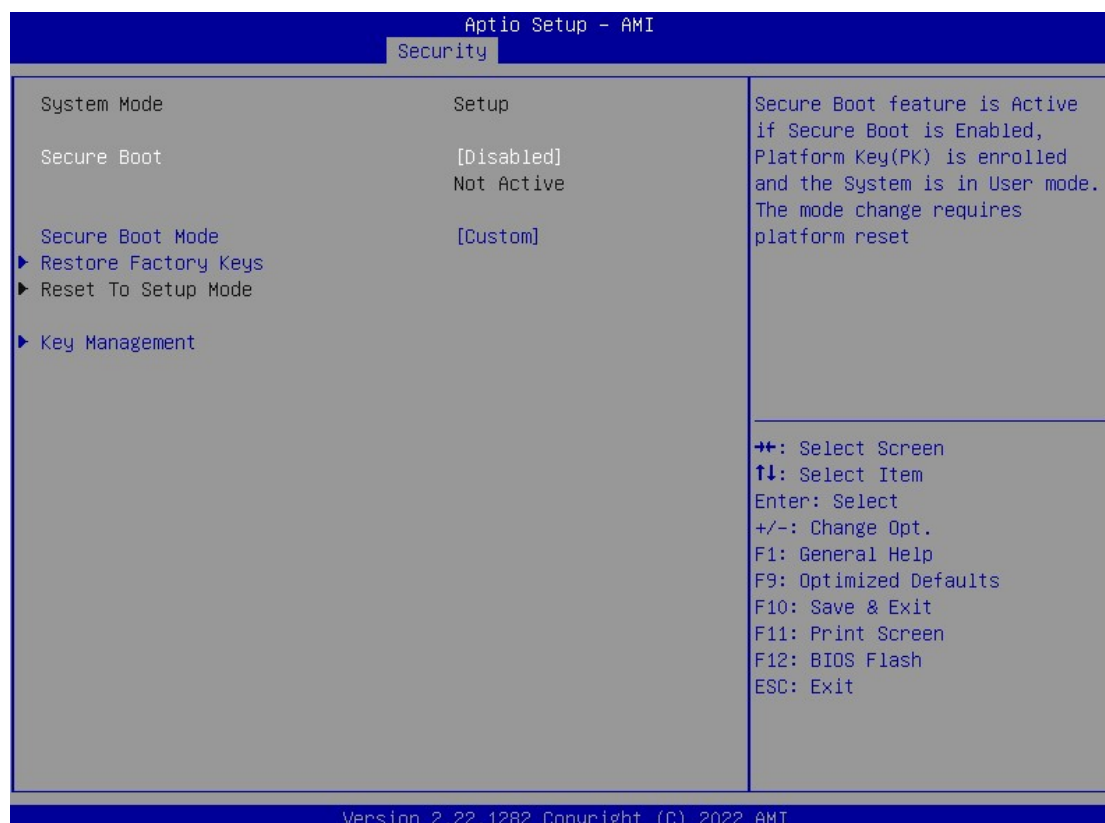 Aptio Setup – AMI
Security
System Mode Setup
Secure Boot [Disabled]
Not Active
Secure Boot Mode [Custom]
▶ Restore Factory Keys
▶ Reset To Setup Mode
▶ Key Management
Secure Boot feature is Active
if Secure Boot is Enabled,
Platform Key(PK) is enrolled
and the System is in User mode.
The mode change requires
platform reset
→←: Select Screen
↑↓: Select Item
Enter: Select
+/-: Change Opt.
F1: General Help
F9: Optimized Defaults
F10: Save & Exit
F11: Print Screen
F12: BIOS Flash
ESC: Exit
Version 2.22.1282 Copyright (C) 2022 AMI